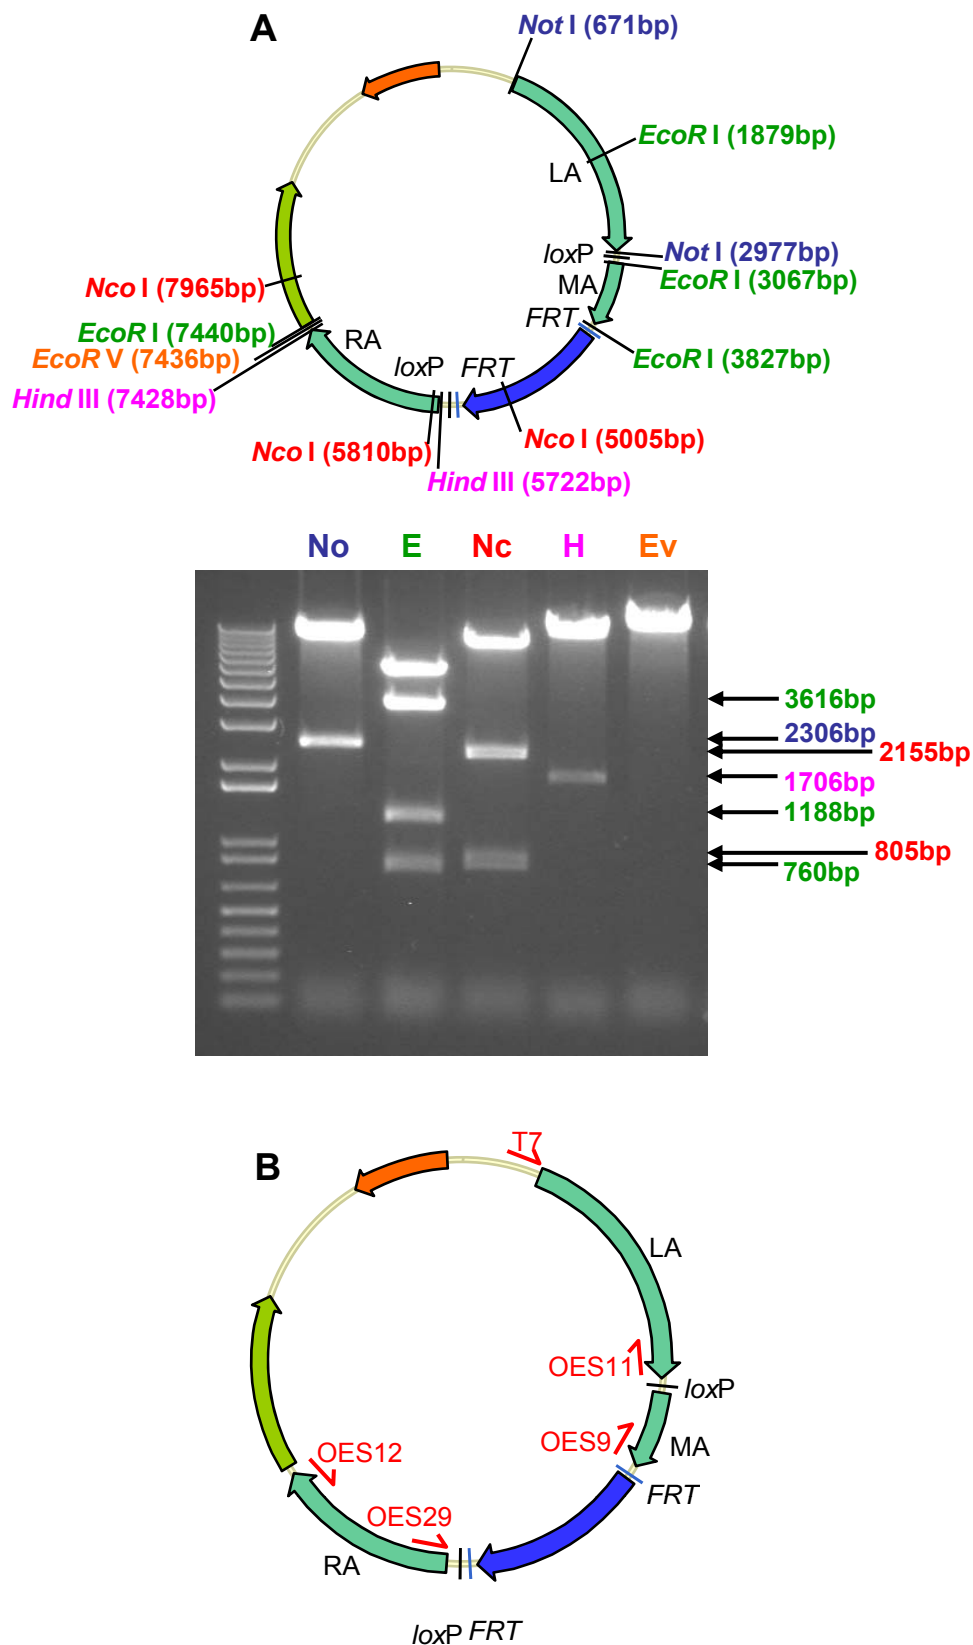 A
Not I (671bp)
EcoR I (1879bp)
LA
Not I (2977bp)
loxP
EcoR I (3067bp)
MA
Nco I (7965bp)
FRT
EcoR I (7440bp)
RA
EcoR I (3827bp)
EcoR V (7436bp)
loxP FRT
Hind III (7428bp)
Nco I (5810bp)
Nco I (5005bp)
Hind III (5722bp)
No E Nc H Ev
3616bp
2306bp
2155bp
1706bp
1188bp
805bp
760bp
B
T7
LA
OES11
loxP
OES9
MA
OES12
FRT
OES29
RA
loxP FRT